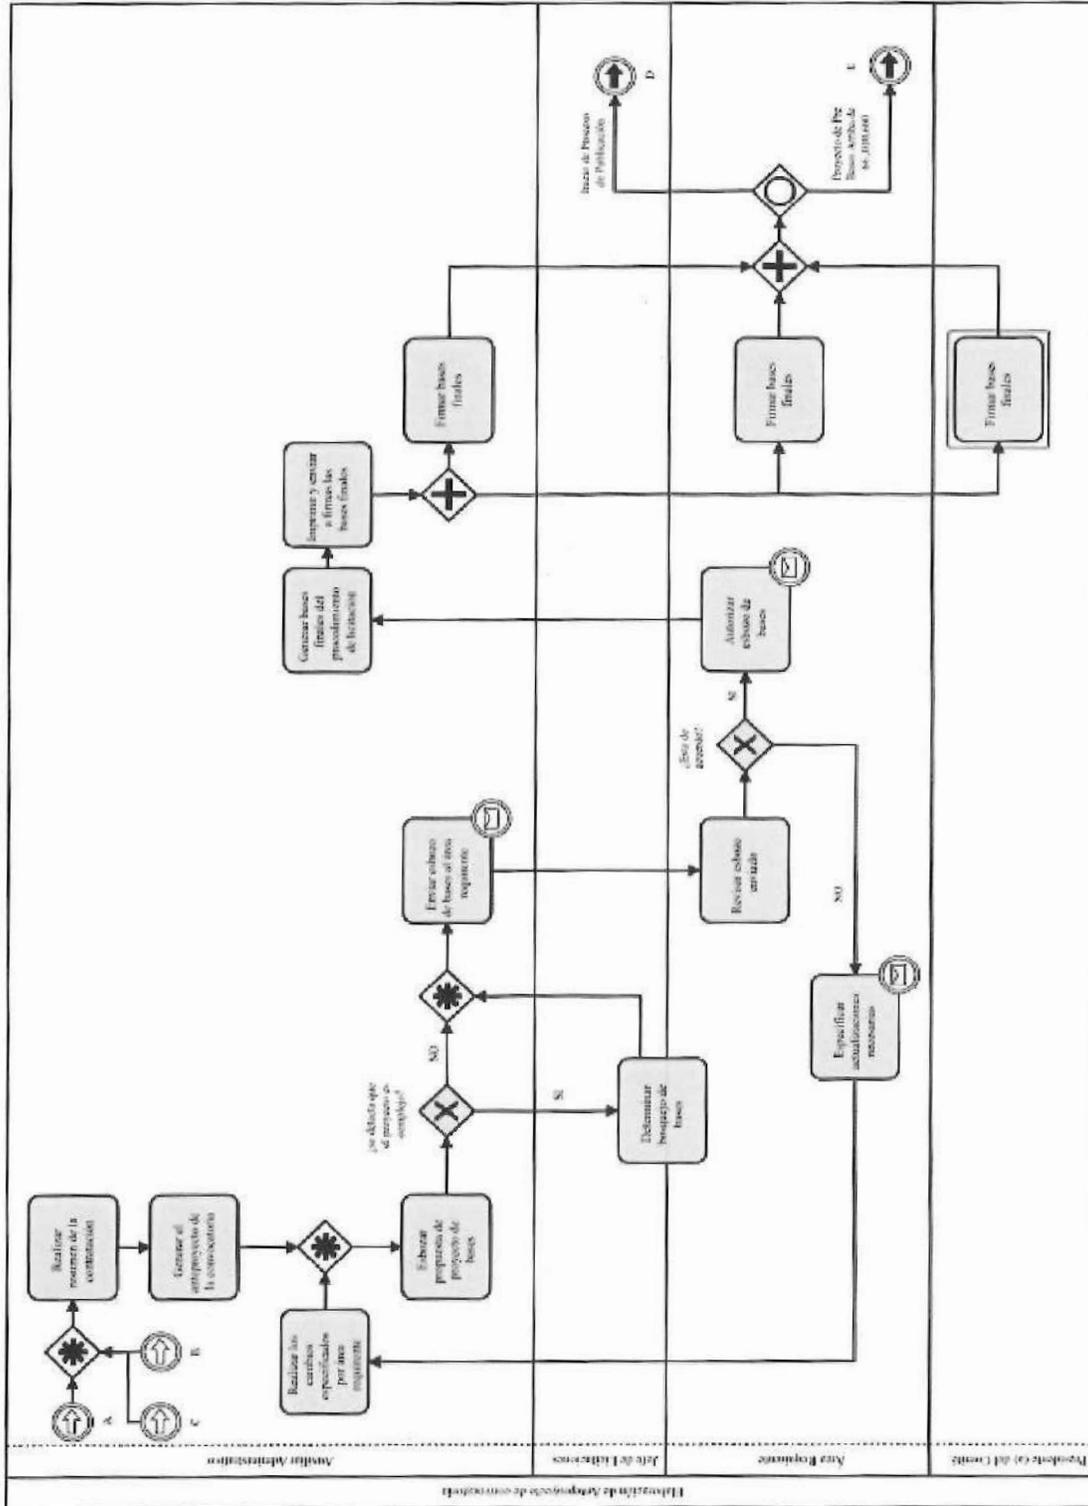 Elaboración de Anteproyecto de convocatoria
Auxiliar Administrativo
Jefe de Licitaciones
Área Requirente
Presidente (a) del Comité
A
B
C
Realizar
resumen de la
contratación
Generar el
anteproyecto de
la convocatoria
Realizar los
cambios
especificados
por área
requirente
Esbozar
propuesta de
proyecto de
bases
¿se detecta que
el proyecto es
complejo?
NO
SI
Determinar
bosquejo de
bases
Enviar esbozo
de bases al área
requirente
Revisar esbozo
enviado
¿Esta de
acuerdo?
SI
NO
Especificar
actualizaciones
necesarias
Autorizar
esbozo de
bases
Generar bases
finales del
procedimiento
de licitación
Imprimir y enviar
a firmas las
bases finales
Firmar bases
finales
Firmar bases
finales
Firmar bases
finales
Inicio de Proceso
de Publicación
D
Proyecto de Pre
Bases Arriba de
E